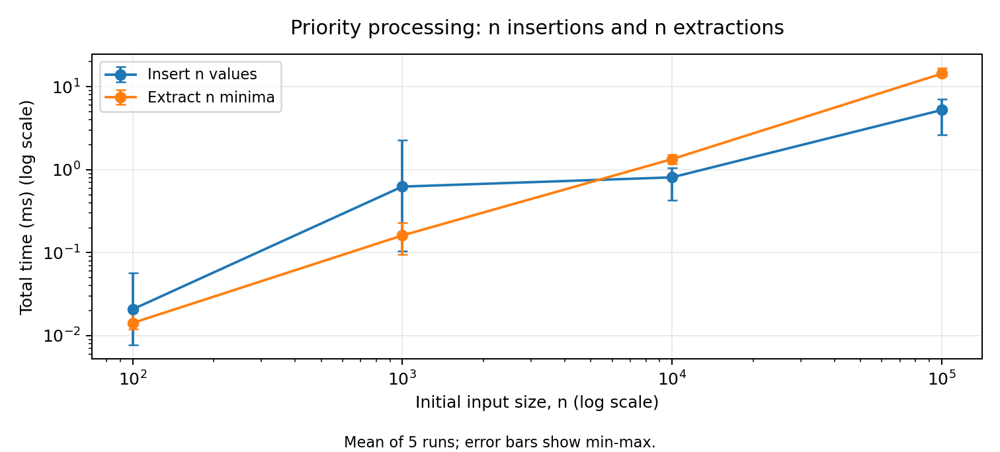 Priority processing: n insertions and n extractions
Insert n values
Extract n minima
Total time (ms) (log scale)
10¹
10⁰
10⁻¹
10⁻²
10² 10³ 10⁴ 10⁵
Initial input size, n (log scale)
Mean of 5 runs; error bars show min-max.